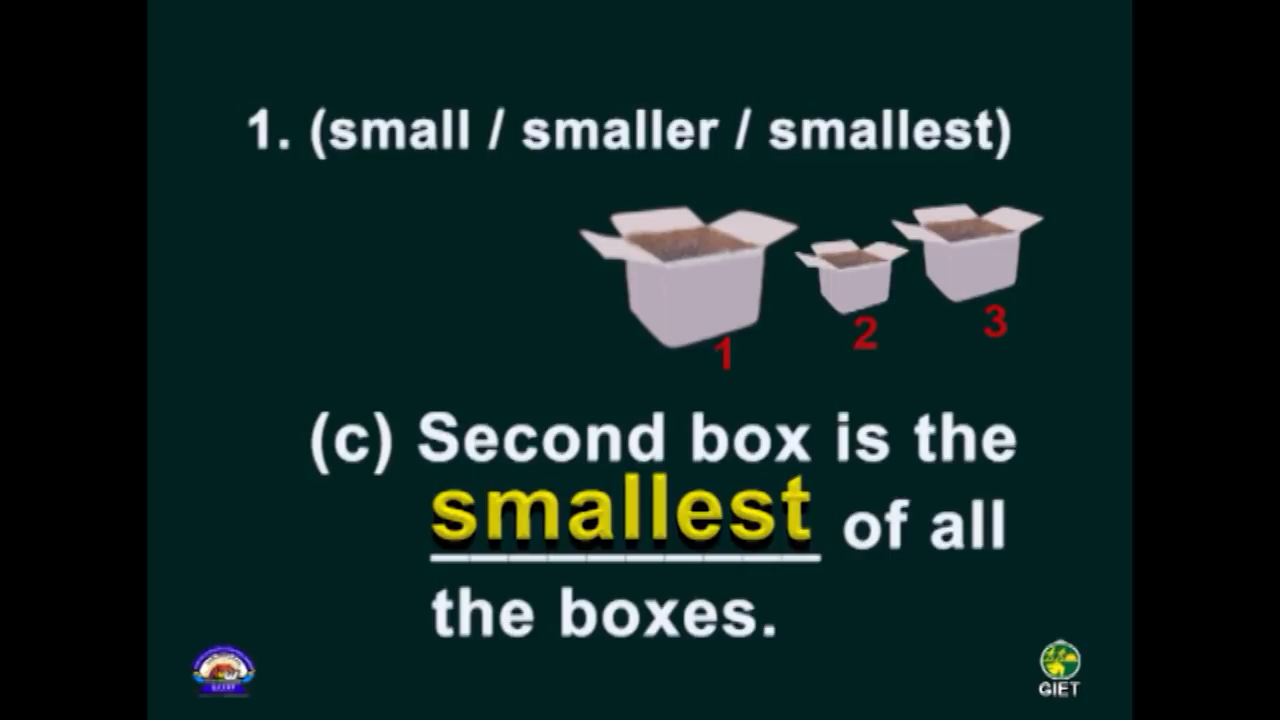 1. (small / smaller / smallest)
1
2
3
(c) Second box is the
smallest of all
the boxes.
GIET